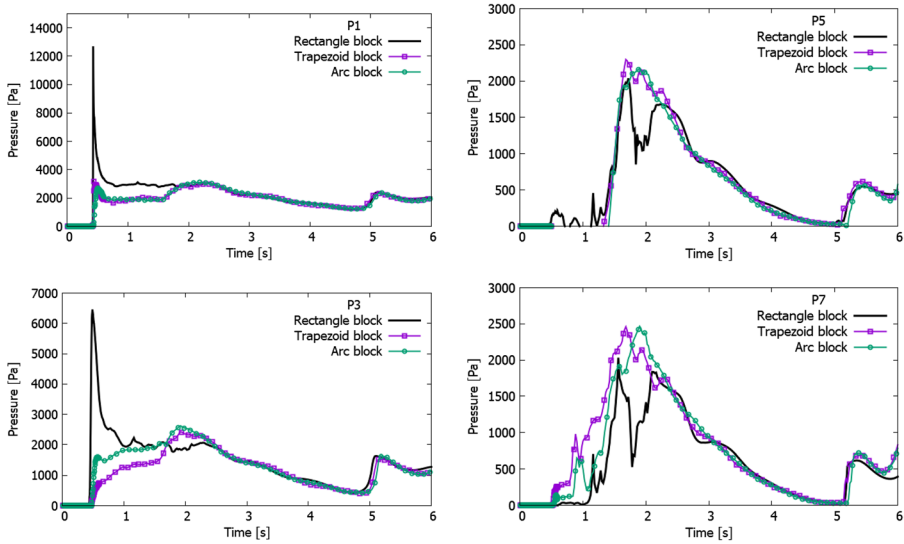 P1
Rectangle block
Trapezoid block
Arc block
Pressure [Pa]
14000
12000
10000
8000
6000
4000
2000
0
0 1 2 3 4 5 6
Time [s]
P5
Rectangle block
Trapezoid block
Arc block
Pressure [Pa]
3000
2500
2000
1500
1000
500
0
0 1 2 3 4 5 6
Time [s]
P3
Rectangle block
Trapezoid block
Arc block
Pressure [Pa]
7000
6000
5000
4000
3000
2000
1000
0
0 1 2 3 4 5 6
Time [s]
P7
Rectangle block
Trapezoid block
Arc block
Pressure [Pa]
3000
2500
2000
1500
1000
500
0
0 1 2 3 4 5 6
Time [s]